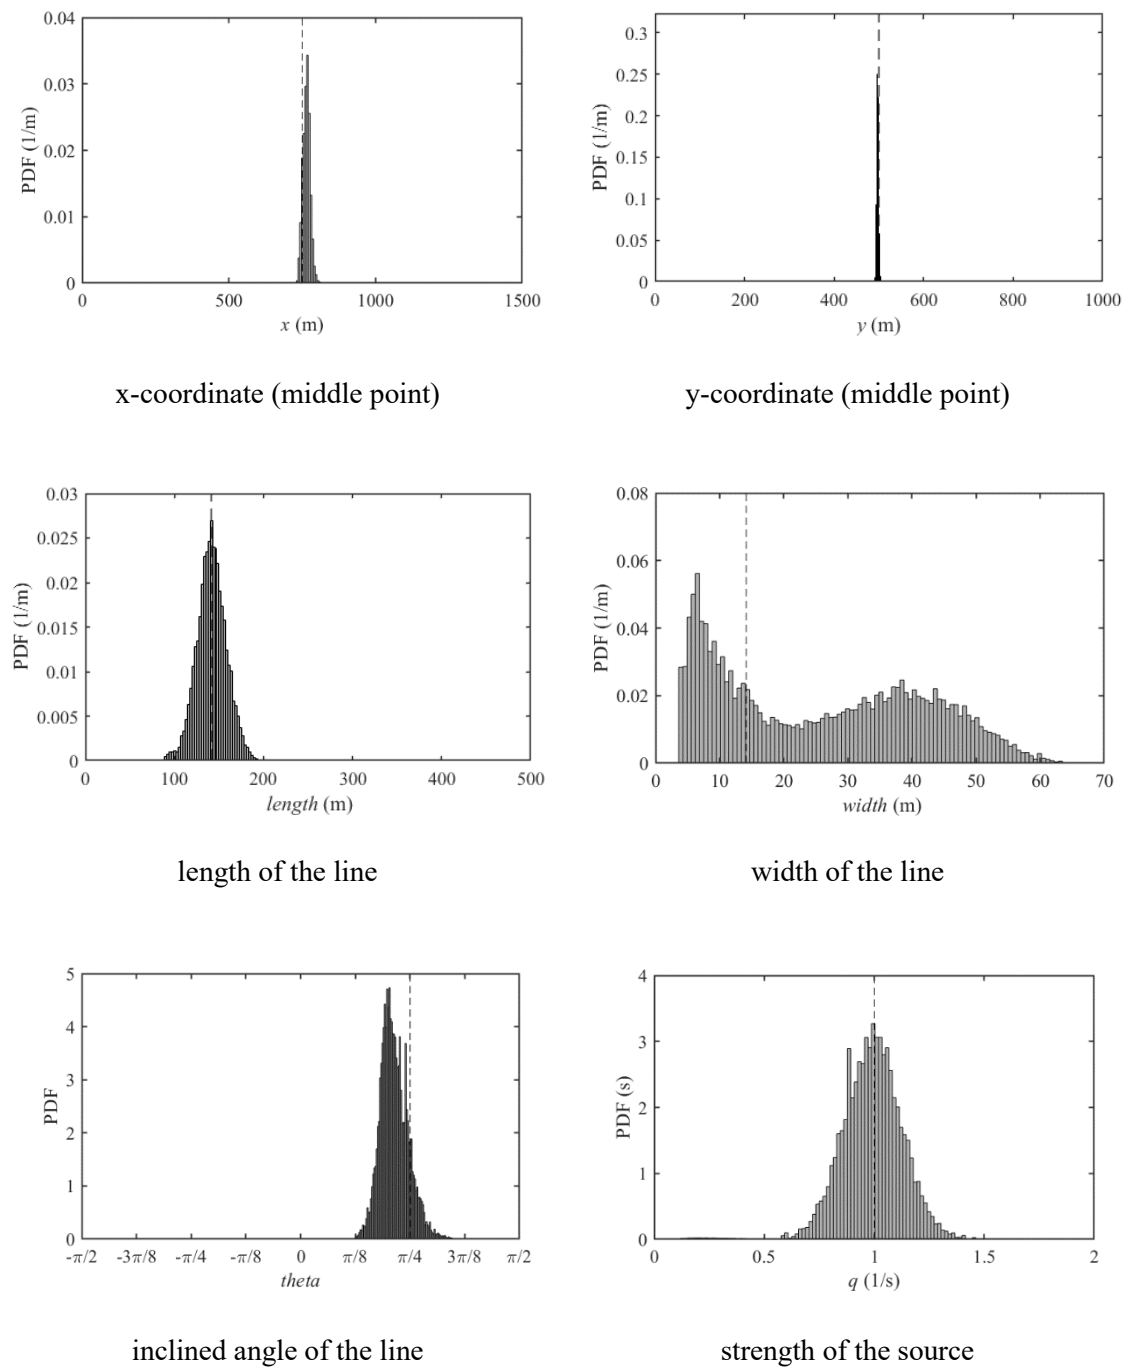 0.04
0.03
0.02
0.01
0
PDF (1/m)
0 500 1000 1500
x (m)
0.3
0.25
0.2
0.15
0.1
0.05
0
PDF (1/m)
0 200 400 600 800 1000
y (m)
x-coordinate (middle point)
y-coordinate (middle point)
0.03
0.025
0.02
0.015
0.01
0.005
0
PDF (1/m)
0 100 200 300 400 500
length (m)
0.08
0.06
0.04
0.02
0
PDF (1/m)
0 10 20 30 40 50 60 70
width (m)
length of the line
width of the line
5
4
3
2
1
0
PDF
-π/2 -3π/8 -π/4 -π/8 0 π/8 π/4 3π/8 π/2
theta
4
3
2
1
0
PDF (s)
0 0.5 1 1.5 2
q (1/s)
inclined angle of the line
strength of the source